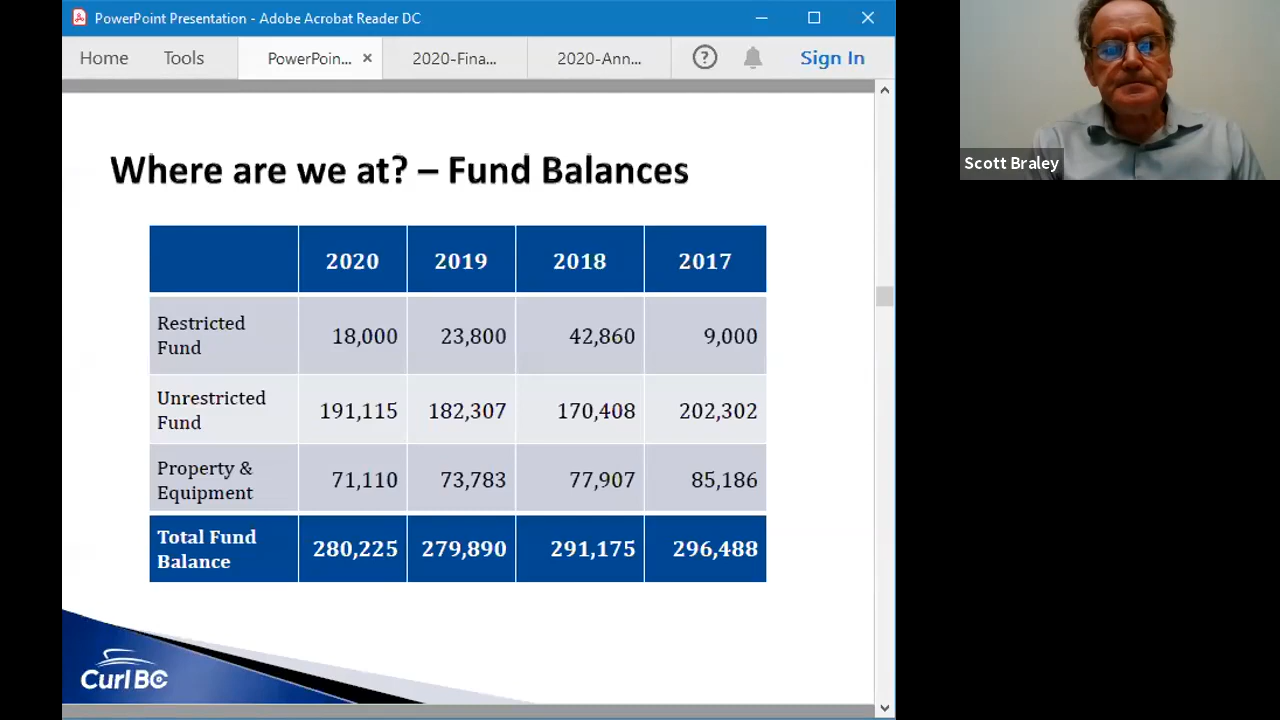 PowerPoint Presentation - Adobe Acrobat Reader DC
Home Tools PowerPoin... × 2020-Fina... 2020-Ann... ? Sign In
Scott Braley
Where are we at? – Fund Balances
2020 2019 2018 2017
Restricted
Fund 18,000 23,800 42,860 9,000
Unrestricted
Fund 191,115 182,307 170,408 202,302
Property &
Equipment 71,110 73,783 77,907 85,186
Total Fund
Balance 280,225 279,890 291,175 296,488
Curl BC